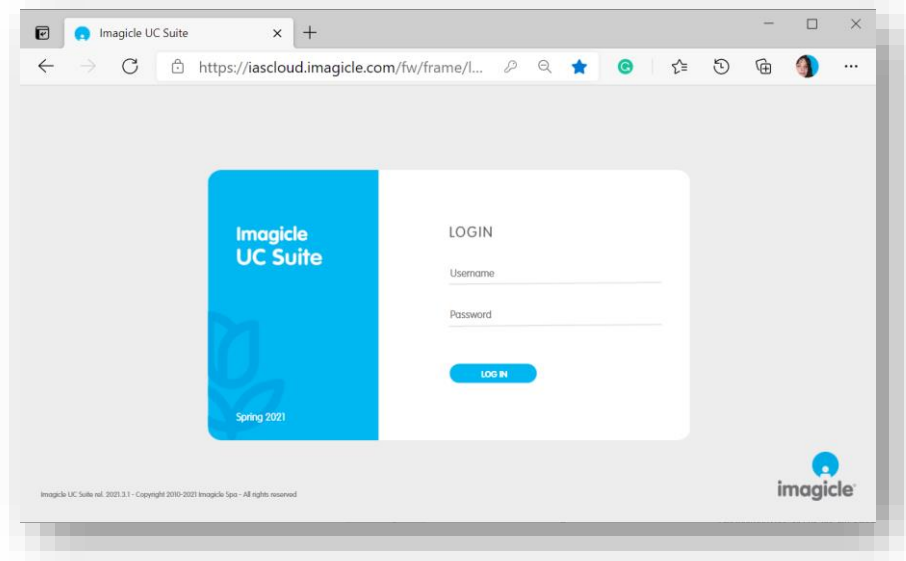 Imagicle UC Suite
https://iascloud.imagicle.com/fw/frame/l...
Imagicle
UC Suite
Spring 2021
LOGIN
Username
Password
LOG IN
Imagicle UC Suite rel. 2021.3.1 - Copyright 2010-2021 Imagicle Spa - All rights reserved
imagicle